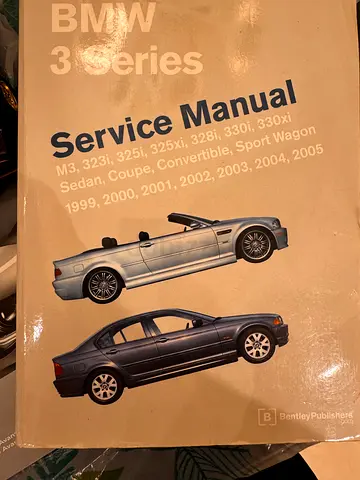 BMW
3 Series
Service Manual
M3, 323i, 325i, 325xi, 328i, 330i, 330xi
Sedan, Coupe, Convertible, Sport Wagon
1999, 2000, 2001, 2002, 2003, 2004, 2005
B BentleyPublishers
.com